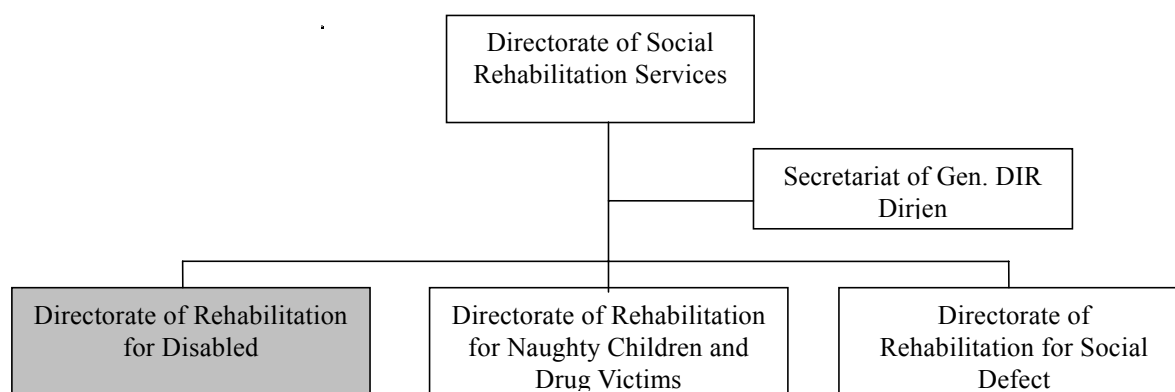 Directorate of Social
Rehabilitation Services
Secretariat of Gen. DIR
Dirjen
Directorate of Rehabilitation
for Disabled
Directorate of Rehabilitation
for Naughty Children and
Drug Victims
Directorate of
Rehabilitation for Social
Defect